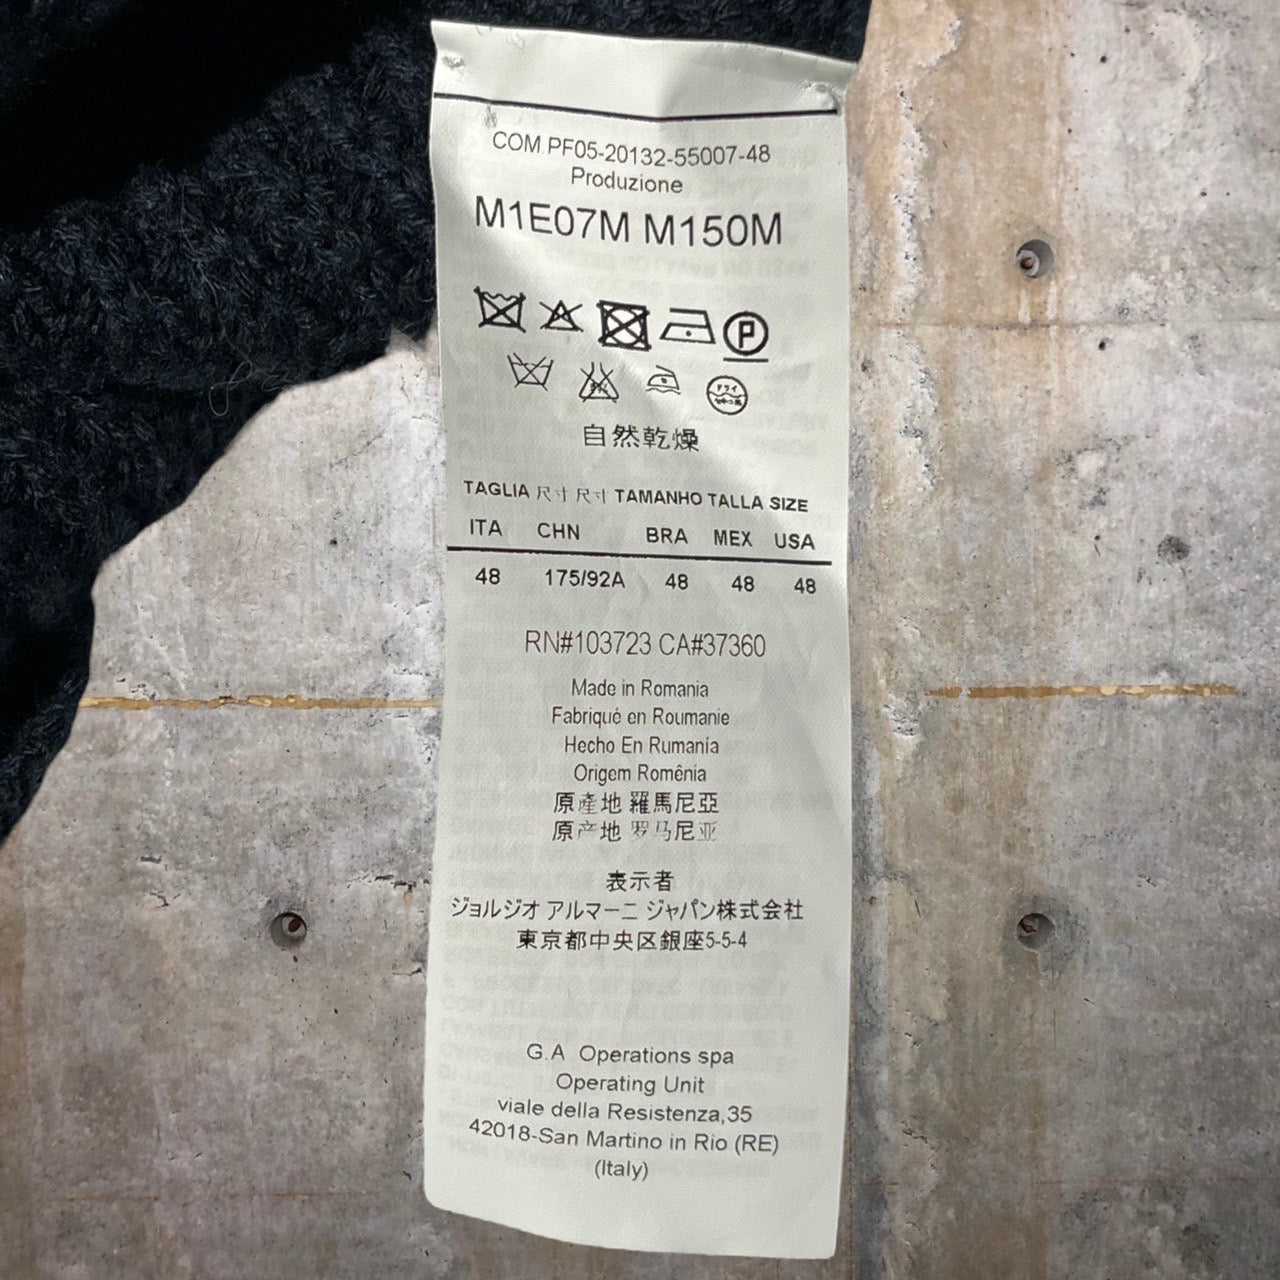 COM PF05-20132-55007-48
Produzione
M1E07M M150M
P
ドライ
自然乾燥
TAGLIA 尺寸 尺寸 TAMANHO TALLA SIZE
ITA CHN BRA MEX USA
48 175/92A 48 48 48
RN#103723 CA#37360
Made in Romania
Fabriqué en Roumanie
Hecho En Rumanía
Origem Romênia
原產地 羅馬尼亞
原产地 罗马尼亚
表示者
ジョルジオ アルマーニ ジャパン株式会社
東京都中央区銀座5-5-4
G.A Operations spa
Operating Unit
viale della Resistenza,35
42018-San Martino in Rio (RE)
(Italy)